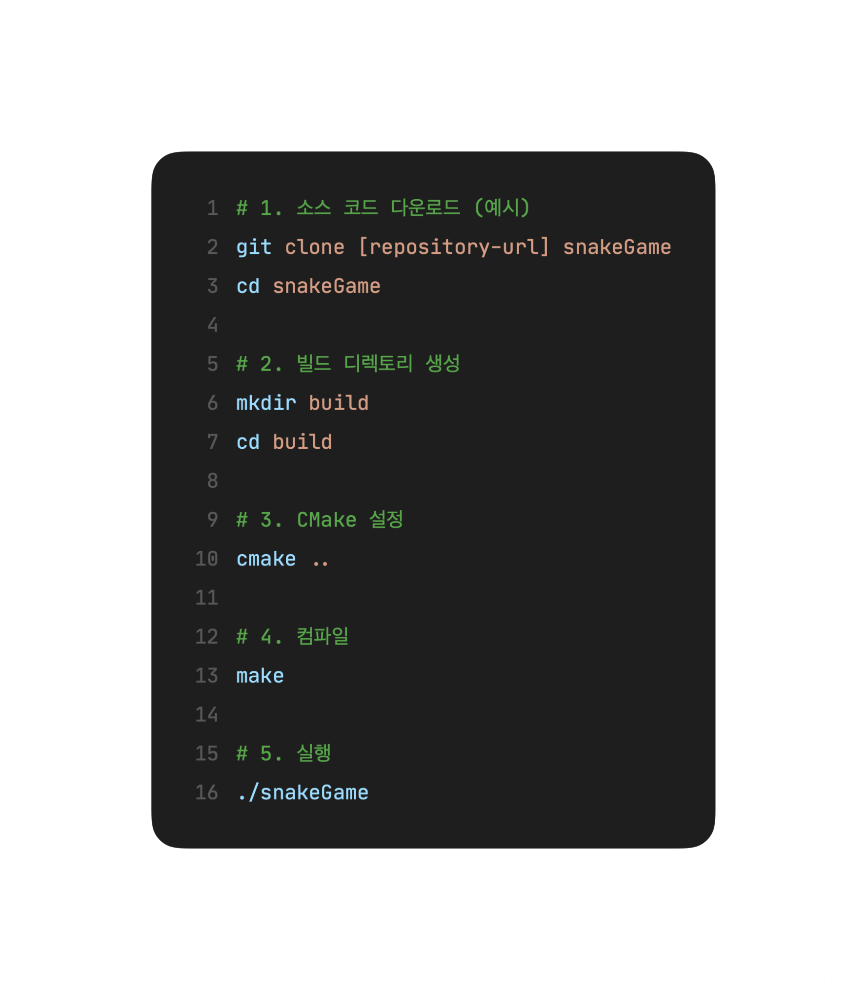 1 # 1. 소스 코드 다운로드 (예시)
2 git clone [repository-url] snakeGame
3 cd snakeGame
4
5 # 2. 빌드 디렉토리 생성
6 mkdir build
7 cd build
8
9 # 3. CMake 설정
10 cmake ..
11
12 # 4. 컴파일
13 make
14
15 # 5. 실행
16 ./snakeGame